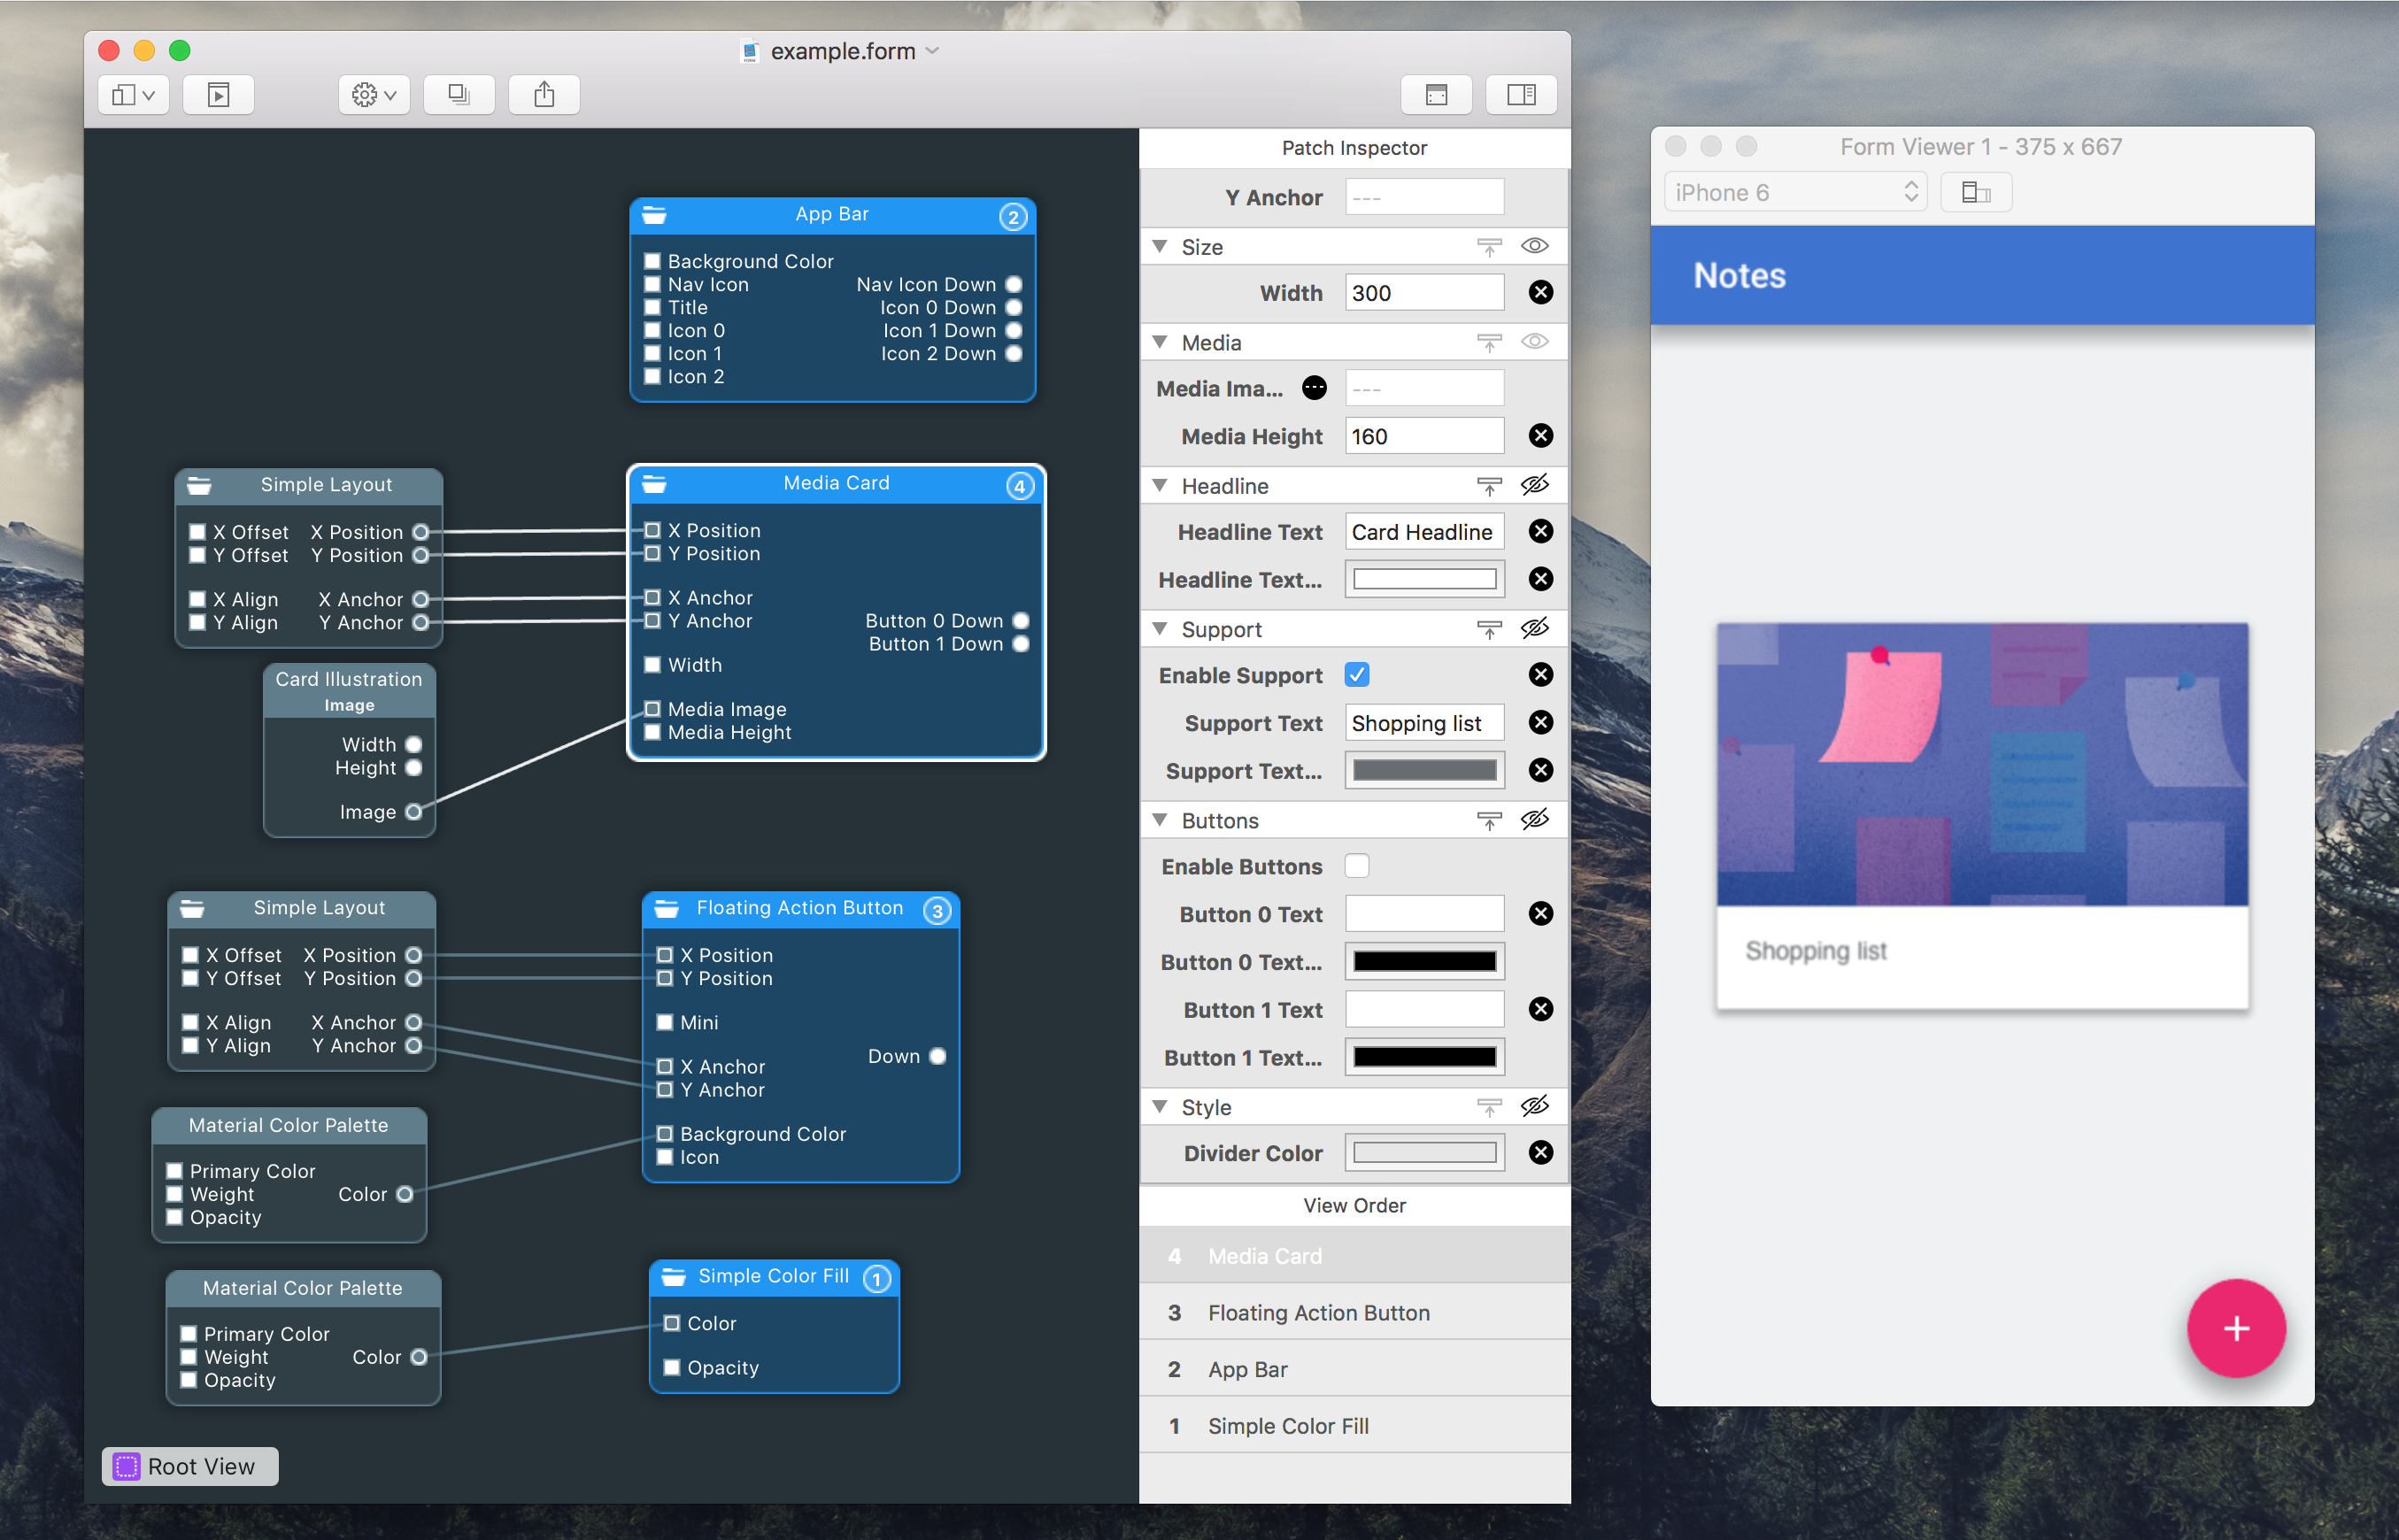 example.form
App Bar 2
Background Color
Nav Icon Nav Icon Down
Title Icon 0 Down
Icon 0 Icon 1 Down
Icon 1 Icon 2 Down
Icon 2
Simple Layout
X Offset X Position
Y Offset Y Position
X Align X Anchor
Y Align Y Anchor
Media Card 4
X Position
Y Position
X Anchor
Y Anchor Button 0 Down
Button 1 Down
Width
Media Image
Media Height
Card Illustration
Image
Width
Height
Image
Simple Layout
X Offset X Position
Y Offset Y Position
X Align X Anchor
Y Align Y Anchor
Floating Action Button 3
X Position
Y Position
Mini
Down
X Anchor
Y Anchor
Background Color
Icon
Material Color Palette
Primary Color
Weight Color
Opacity
Material Color Palette
Primary Color
Weight Color
Opacity
Simple Color Fill 1
Color
Opacity
Root View
Patch Inspector
Y Anchor ---
Size
Width 300
Media
Media Ima... ---
Media Height 160
Headline
Headline Text Card Headline
Headline Text...
Support
Enable Support
Support Text Shopping list
Support Text...
Buttons
Enable Buttons
Button 0 Text
Button 0 Text...
Button 1 Text
Button 1 Text...
Style
Divider Color
View Order
4 Media Card
3 Floating Action Button
2 App Bar
1 Simple Color Fill
Form Viewer 1 - 375 x 667
iPhone 6
Notes
Shopping list